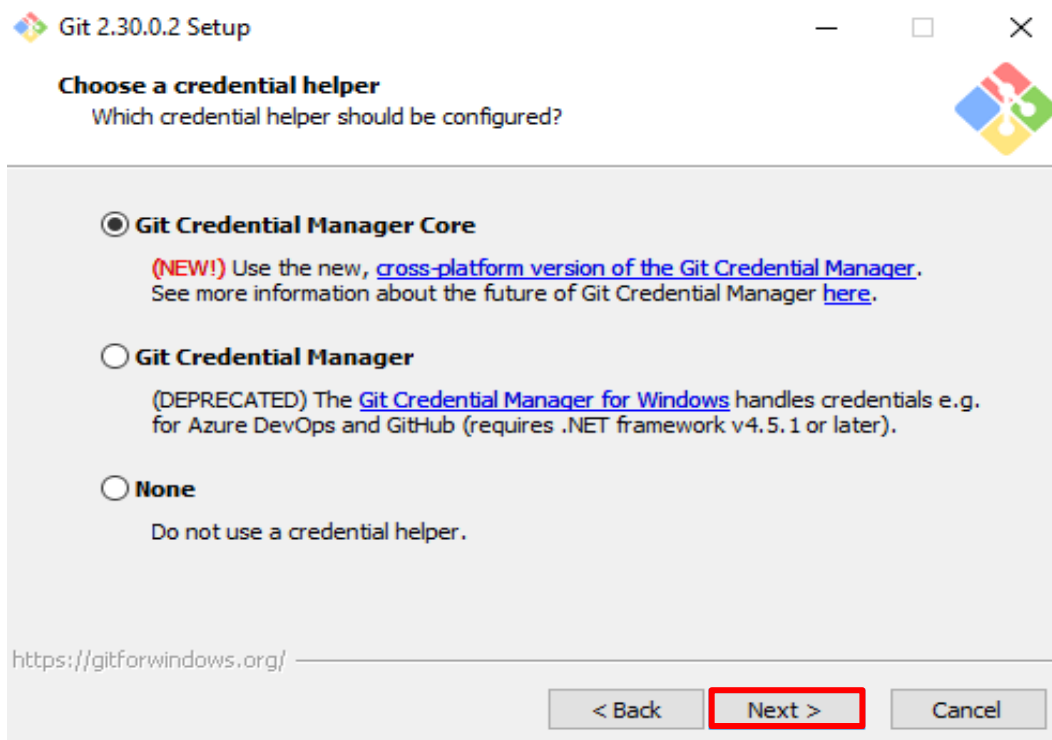 Git 2.30.0.2 Setup
Choose a credential helper
Which credential helper should be configured?
Git Credential Manager Core
(NEW!) Use the new, cross-platform version of the Git Credential Manager.
See more information about the future of Git Credential Manager here.
Git Credential Manager
(DEPRECATED) The Git Credential Manager for Windows handles credentials e.g.
for Azure DevOps and GitHub (requires .NET framework v4.5.1 or later).
None
Do not use a credential helper.
https://gitforwindows.org/
< Back Next > Cancel